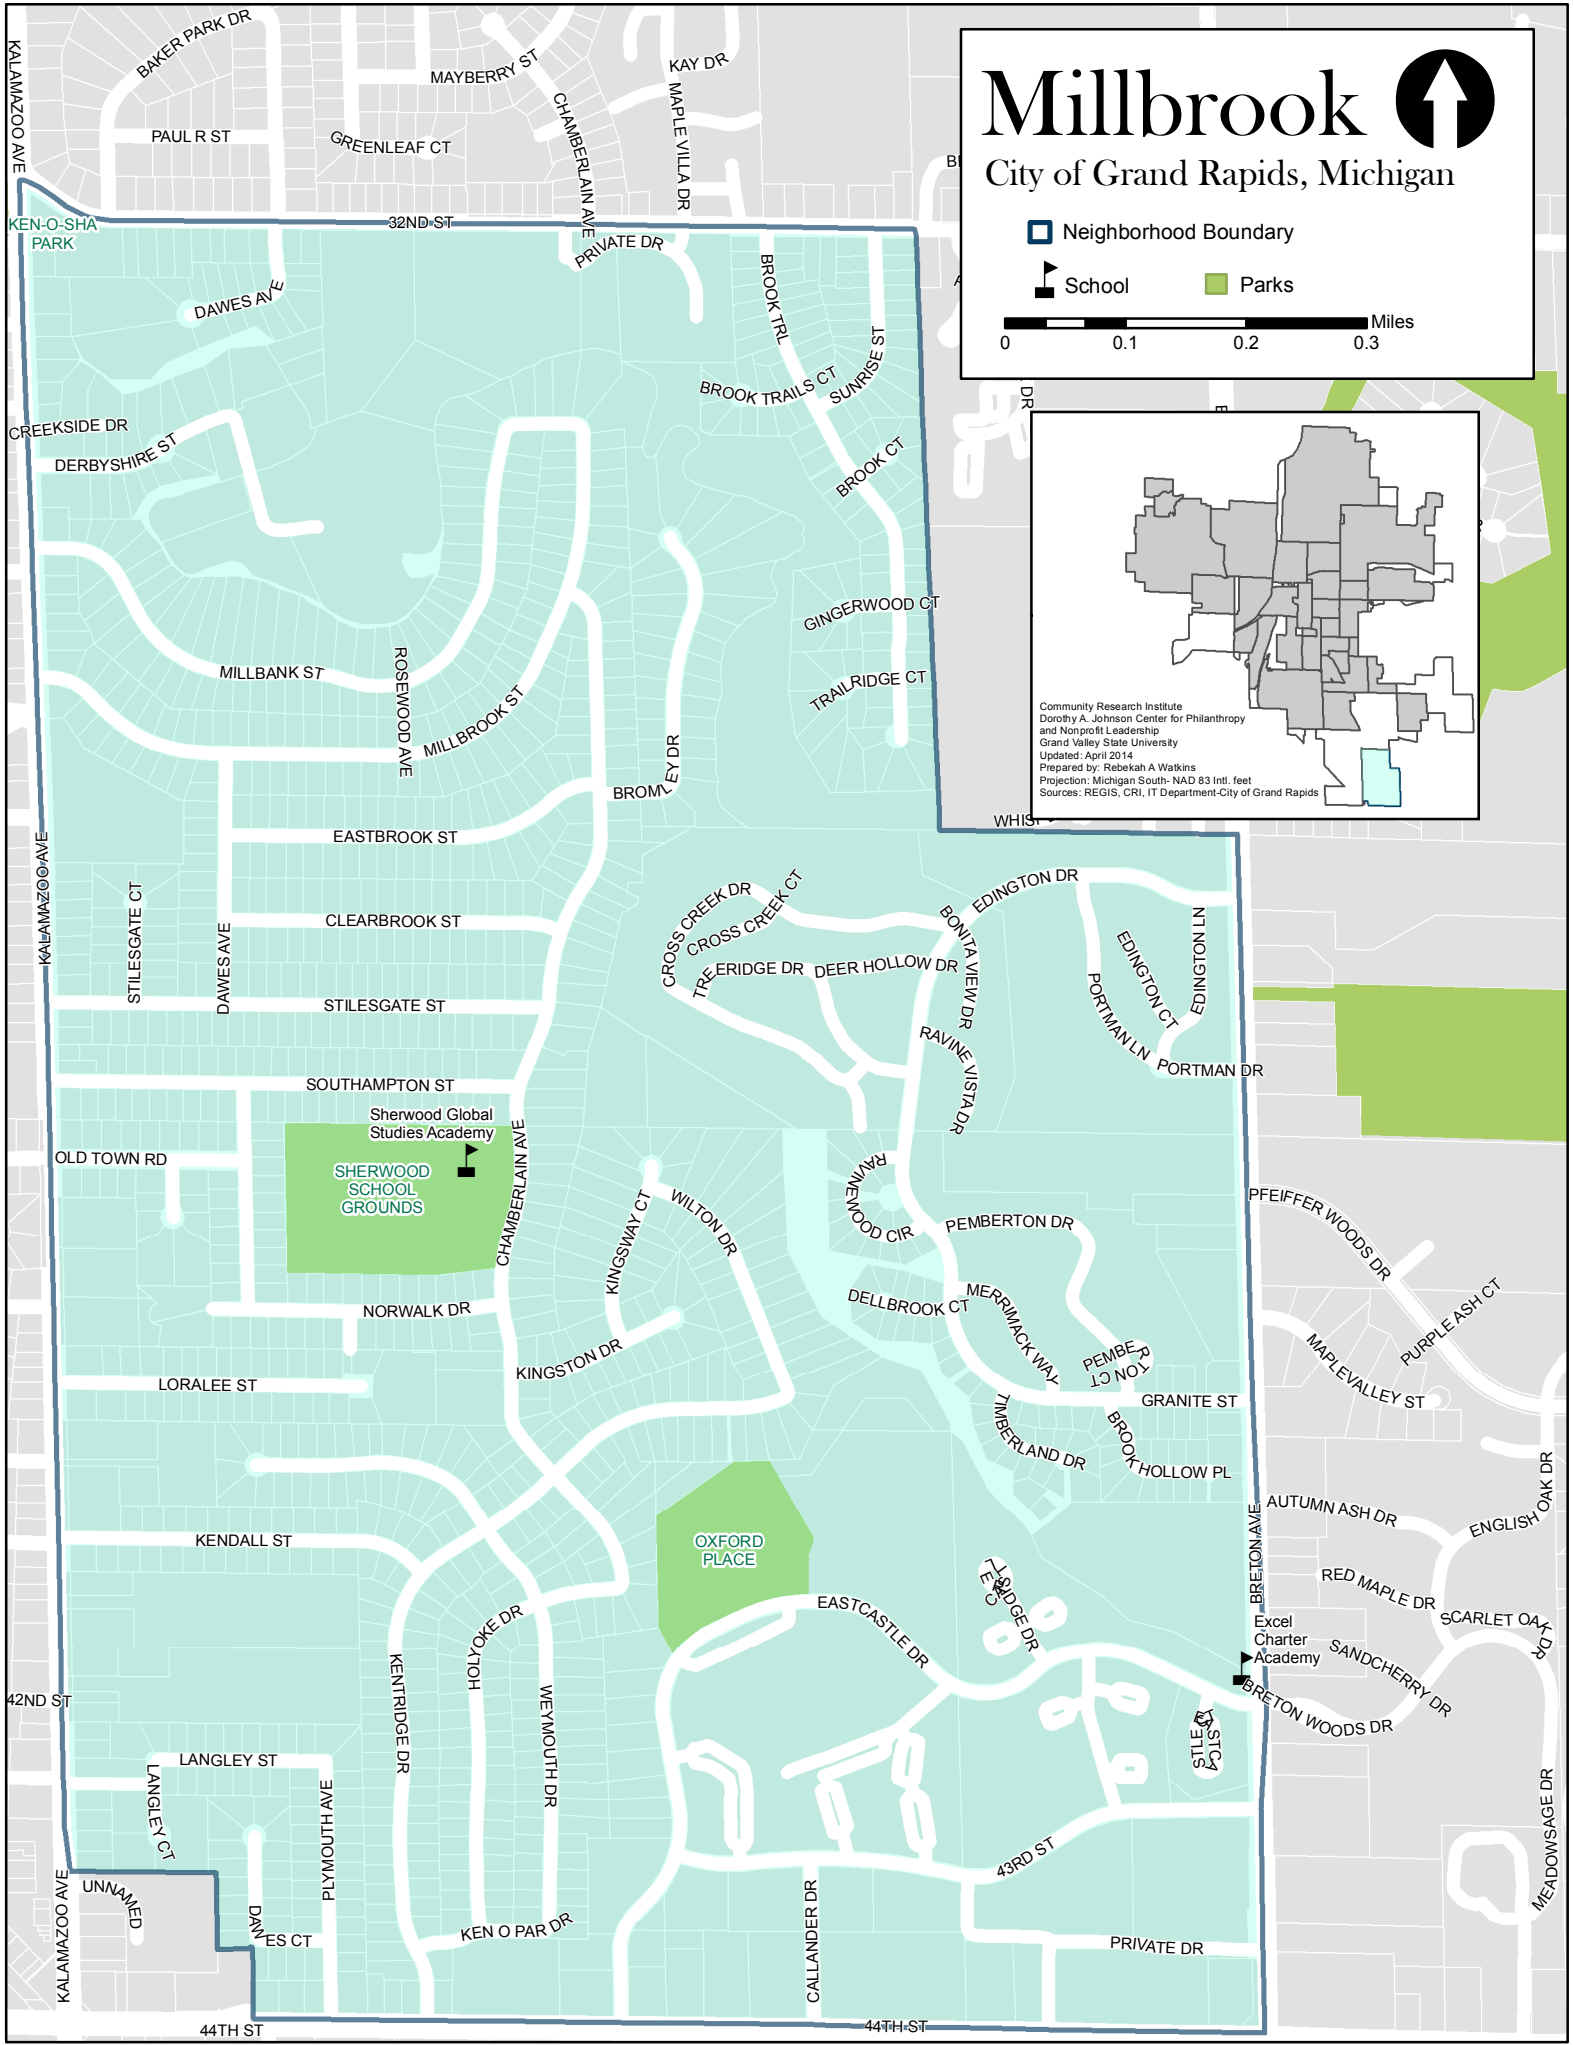 Millbrook
City of Grand Rapids, Michigan
Neighborhood Boundary
School
Parks
Miles
0
0.1
0.2
0.3
KALAMAZOO AVE
BAKER PARK DR
MAYBERRY ST
KAY DR
PAUL R ST
GREENLEAF CT
CHAMBERLAIN AVE
MAPLE VILLA DR
KEN-O-SHA
PARK
32ND ST
PRIVATE DR
DAWES AVE
BROOK TRL
SUNRISE ST
BROOK TRAILS CT
CREEKSIDE DR
DERBYSHIRE ST
BROOK CT
DR
GINGERWOOD CT
TRAILRIDGE CT
MILLBANK ST
ROSEWOOD AVE
MILLBROOK ST
BROMLEY DR
Community Research Institute
Dorothy A. Johnson Center for Philanthropy
and Nonprofit Leadership
Grand Valley State University
Updated: April 2014
Prepared by: Rebekah A Watkins
Projection: Michigan South- NAD 83 Intl. feet
Sources: REGIS, CRI, IT Department-City of Grand Rapids
EASTBROOK ST
KALAMAZOO AVE
STILESGATE CT
CLEARBROOK ST
DAWES AVE
STILESGATE ST
CROSS CREEK DR
CROSS CREEK CT
EDINGTON DR
BONITA VIEW DR
TREERIDGE DR
DEER HOLLOW DR
EDINGTON CT
EDINGTON LN
PORTMAN LN
PORTMAN DR
RAVINE VISTA DR
SOUTHAMPTON ST
Sherwood Global
Studies Academy
OLD TOWN RD
SHERWOOD
SCHOOL
GROUNDS
CHAMBERLAIN AVE
KINGSWAY CT
WILTON DR
RAVINEWOOD CIR
PEMBERTON DR
PFEIFFER WOODS DR
DELLBROOK CT
MERRIMACK WAY
NORWALK DR
KINGSTON DR
PEMBERTON CT
PURPLE ASH CT
MAPLEVALLEY ST
LORALEE ST
GRANITE ST
TIMBERLAND DR
BROOK HOLLOW PL
KENDALL ST
OXFORD
PLACE
BRETON AVE
AUTUMN ASH DR
ENGLISH OAK DR
RED MAPLE DR
SCARLET OAK DR
EASTCASTLE DR
Excel
Charter
Academy
SANDCHERRY DR
BRETON WOODS DR
HOLYOKE DR
KENTRIDGE DR
WEYMOUTH DR
42ND ST
LANGLEY ST
LANGLEY CT
PLYMOUTH AVE
43RD ST
MEADOWSAGE DR
KALAMAZOO AVE
UNNAMED
DAWES CT
KEN O PAR DR
CALLANDER DR
PRIVATE DR
44TH ST
44TH ST